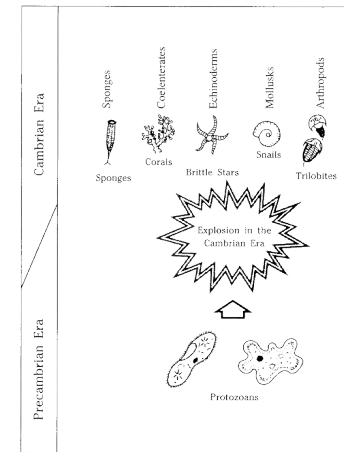 Cambrian Era
Sponges
Coelenterates
Echinoderms
Mollusks
Arthropods
Sponges
Corals
Brittle Stars
Snails
Trilobites
Explosion in the
Cambrian Era
Precambrian Era
Protozoans